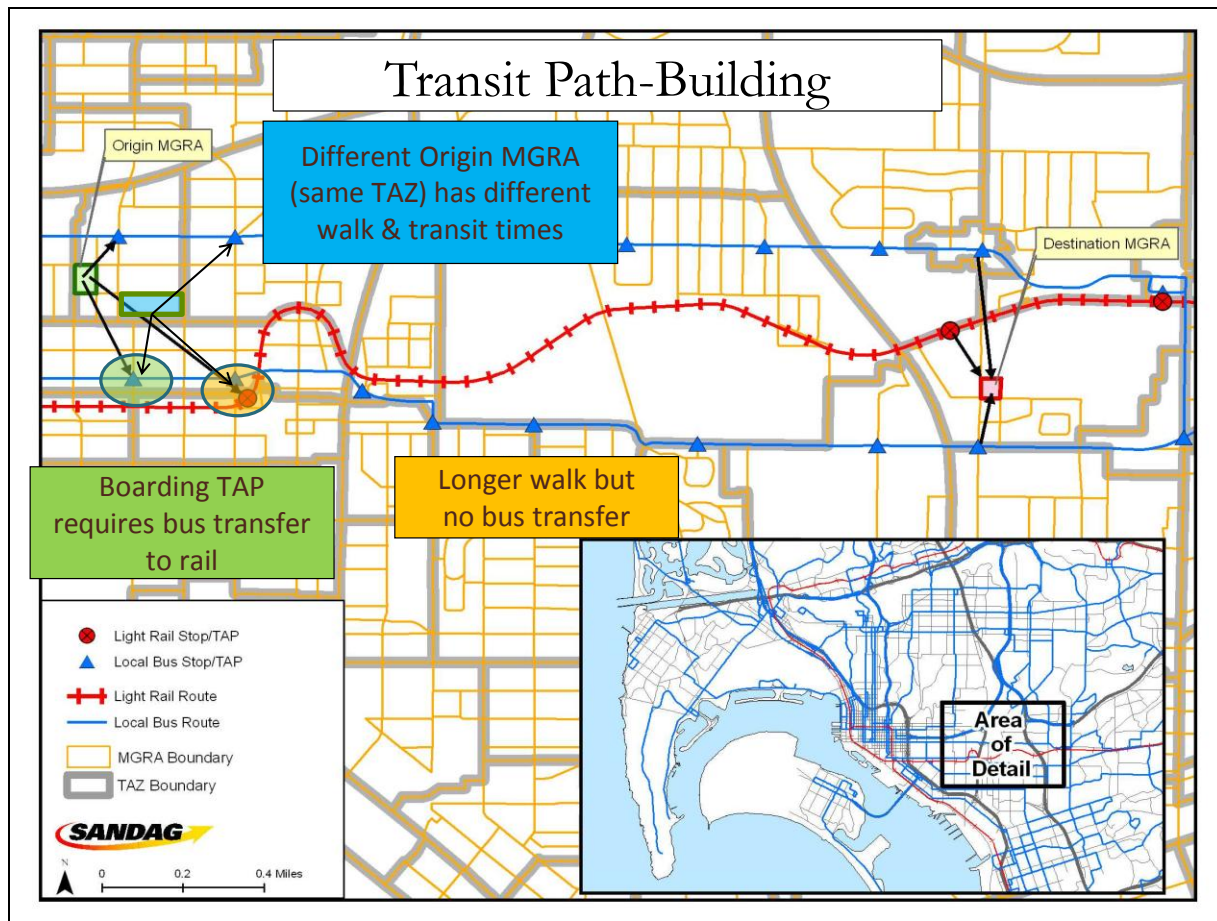 Transit Path-Building
Origin MGRA
Different Origin MGRA
(same TAZ) has different
walk & transit times
Destination MGRA
Boarding TAP
requires bus transfer
to rail
Longer walk but
no bus transfer
Light Rail Stop/TAP
Local Bus Stop/TAP
Light Rail Route
Local Bus Route
MGRA Boundary
TAZ Boundary
SANDAG
N
0 0.2 0.4 Miles
Area
of
Detail